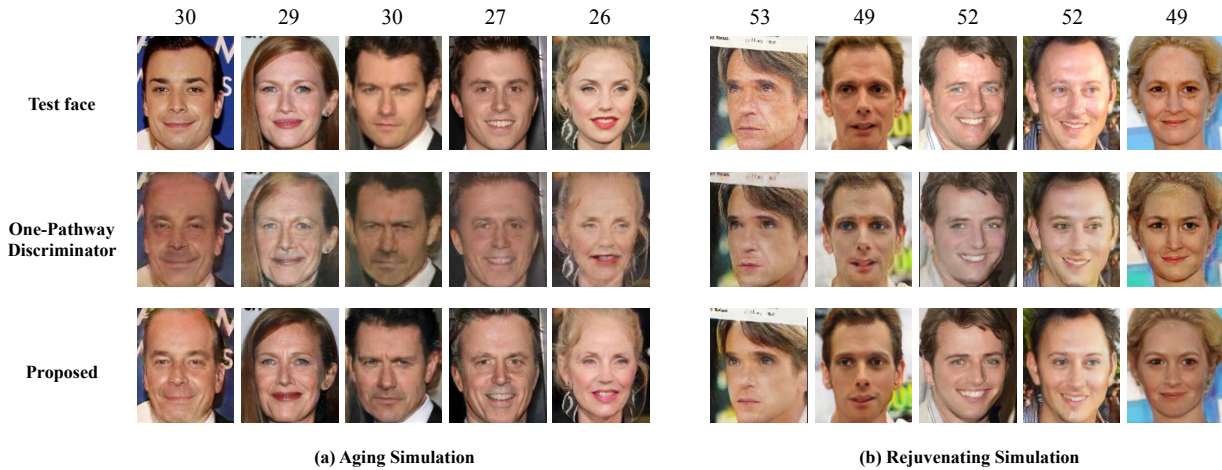 30 29 30 27 26 53 49 52 52 49
Test face
One-Pathway
Discriminator
Proposed
(a) Aging Simulation (b) Rejuvenating Simulation